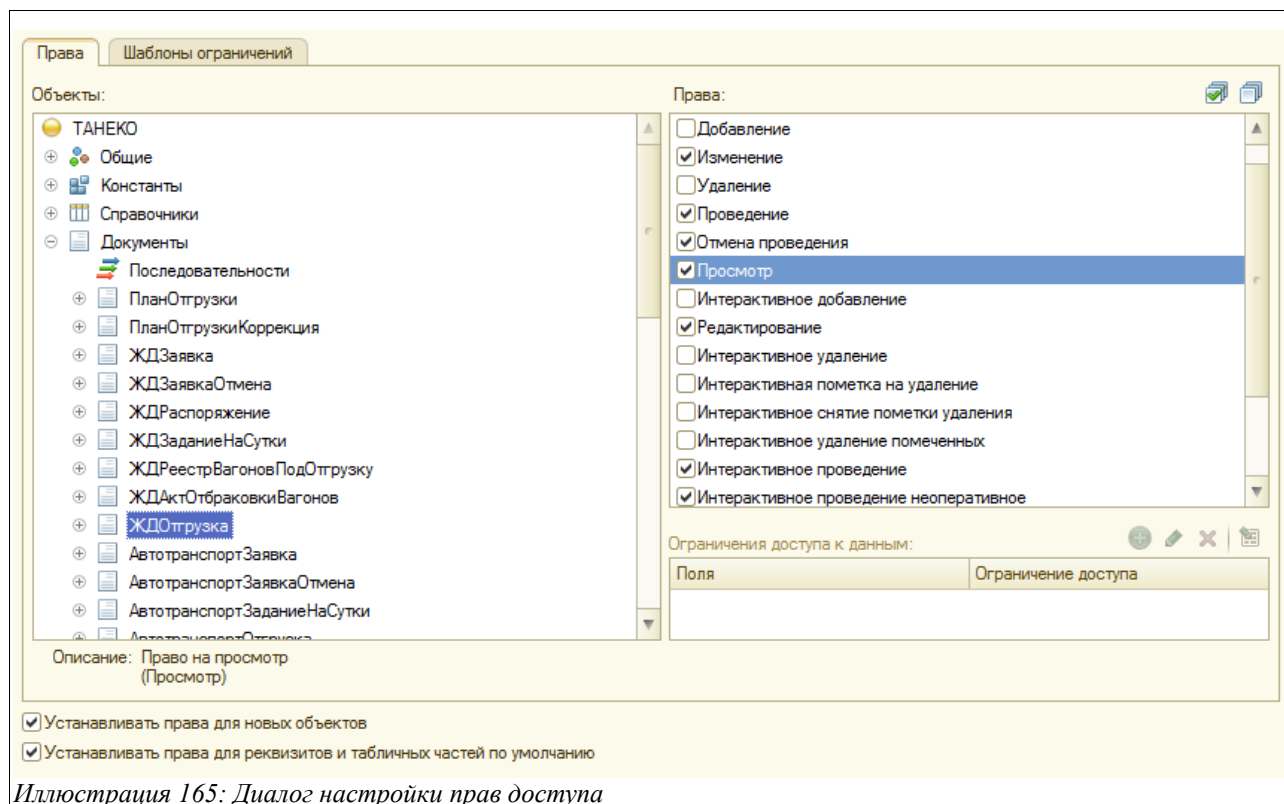 Права
Шаблоны ограничений
Объекты:
ТАНЕКО
Общие
Константы
Справочники
Документы
Последовательности
ПланОтгрузки
ПланОтгрузкиКоррекция
ЖДЗаявка
ЖДЗаявкаОтмена
ЖДРаспоряжение
ЖДЗаданиеНаСутки
ЖДРеестрВагоновПодОтгрузку
ЖДАктОтбраковкиВагонов
ЖДОтгрузка
АвтотранспортЗаявка
АвтотранспортЗаявкаОтмена
АвтотранспортЗаданиеНаСутки
АвтотранспортОтгрузка
Права:
Добавление
Изменение
Удаление
Проведение
Отмена проведения
Просмотр
Интерактивное добавление
Редактирование
Интерактивное удаление
Интерактивная пометка на удаление
Интерактивное снятие пометки удаления
Интерактивное удаление помеченных
Интерактивное проведение
Интерактивное проведение неоперативное
Ограничения доступа к данным:
Поля
Ограничение доступа
Описание: Право на просмотр
(Просмотр)
Устанавливать права для новых объектов
Устанавливать права для реквизитов и табличных частей по умолчанию
Иллюстрация 165: Диалог настройки прав доступа